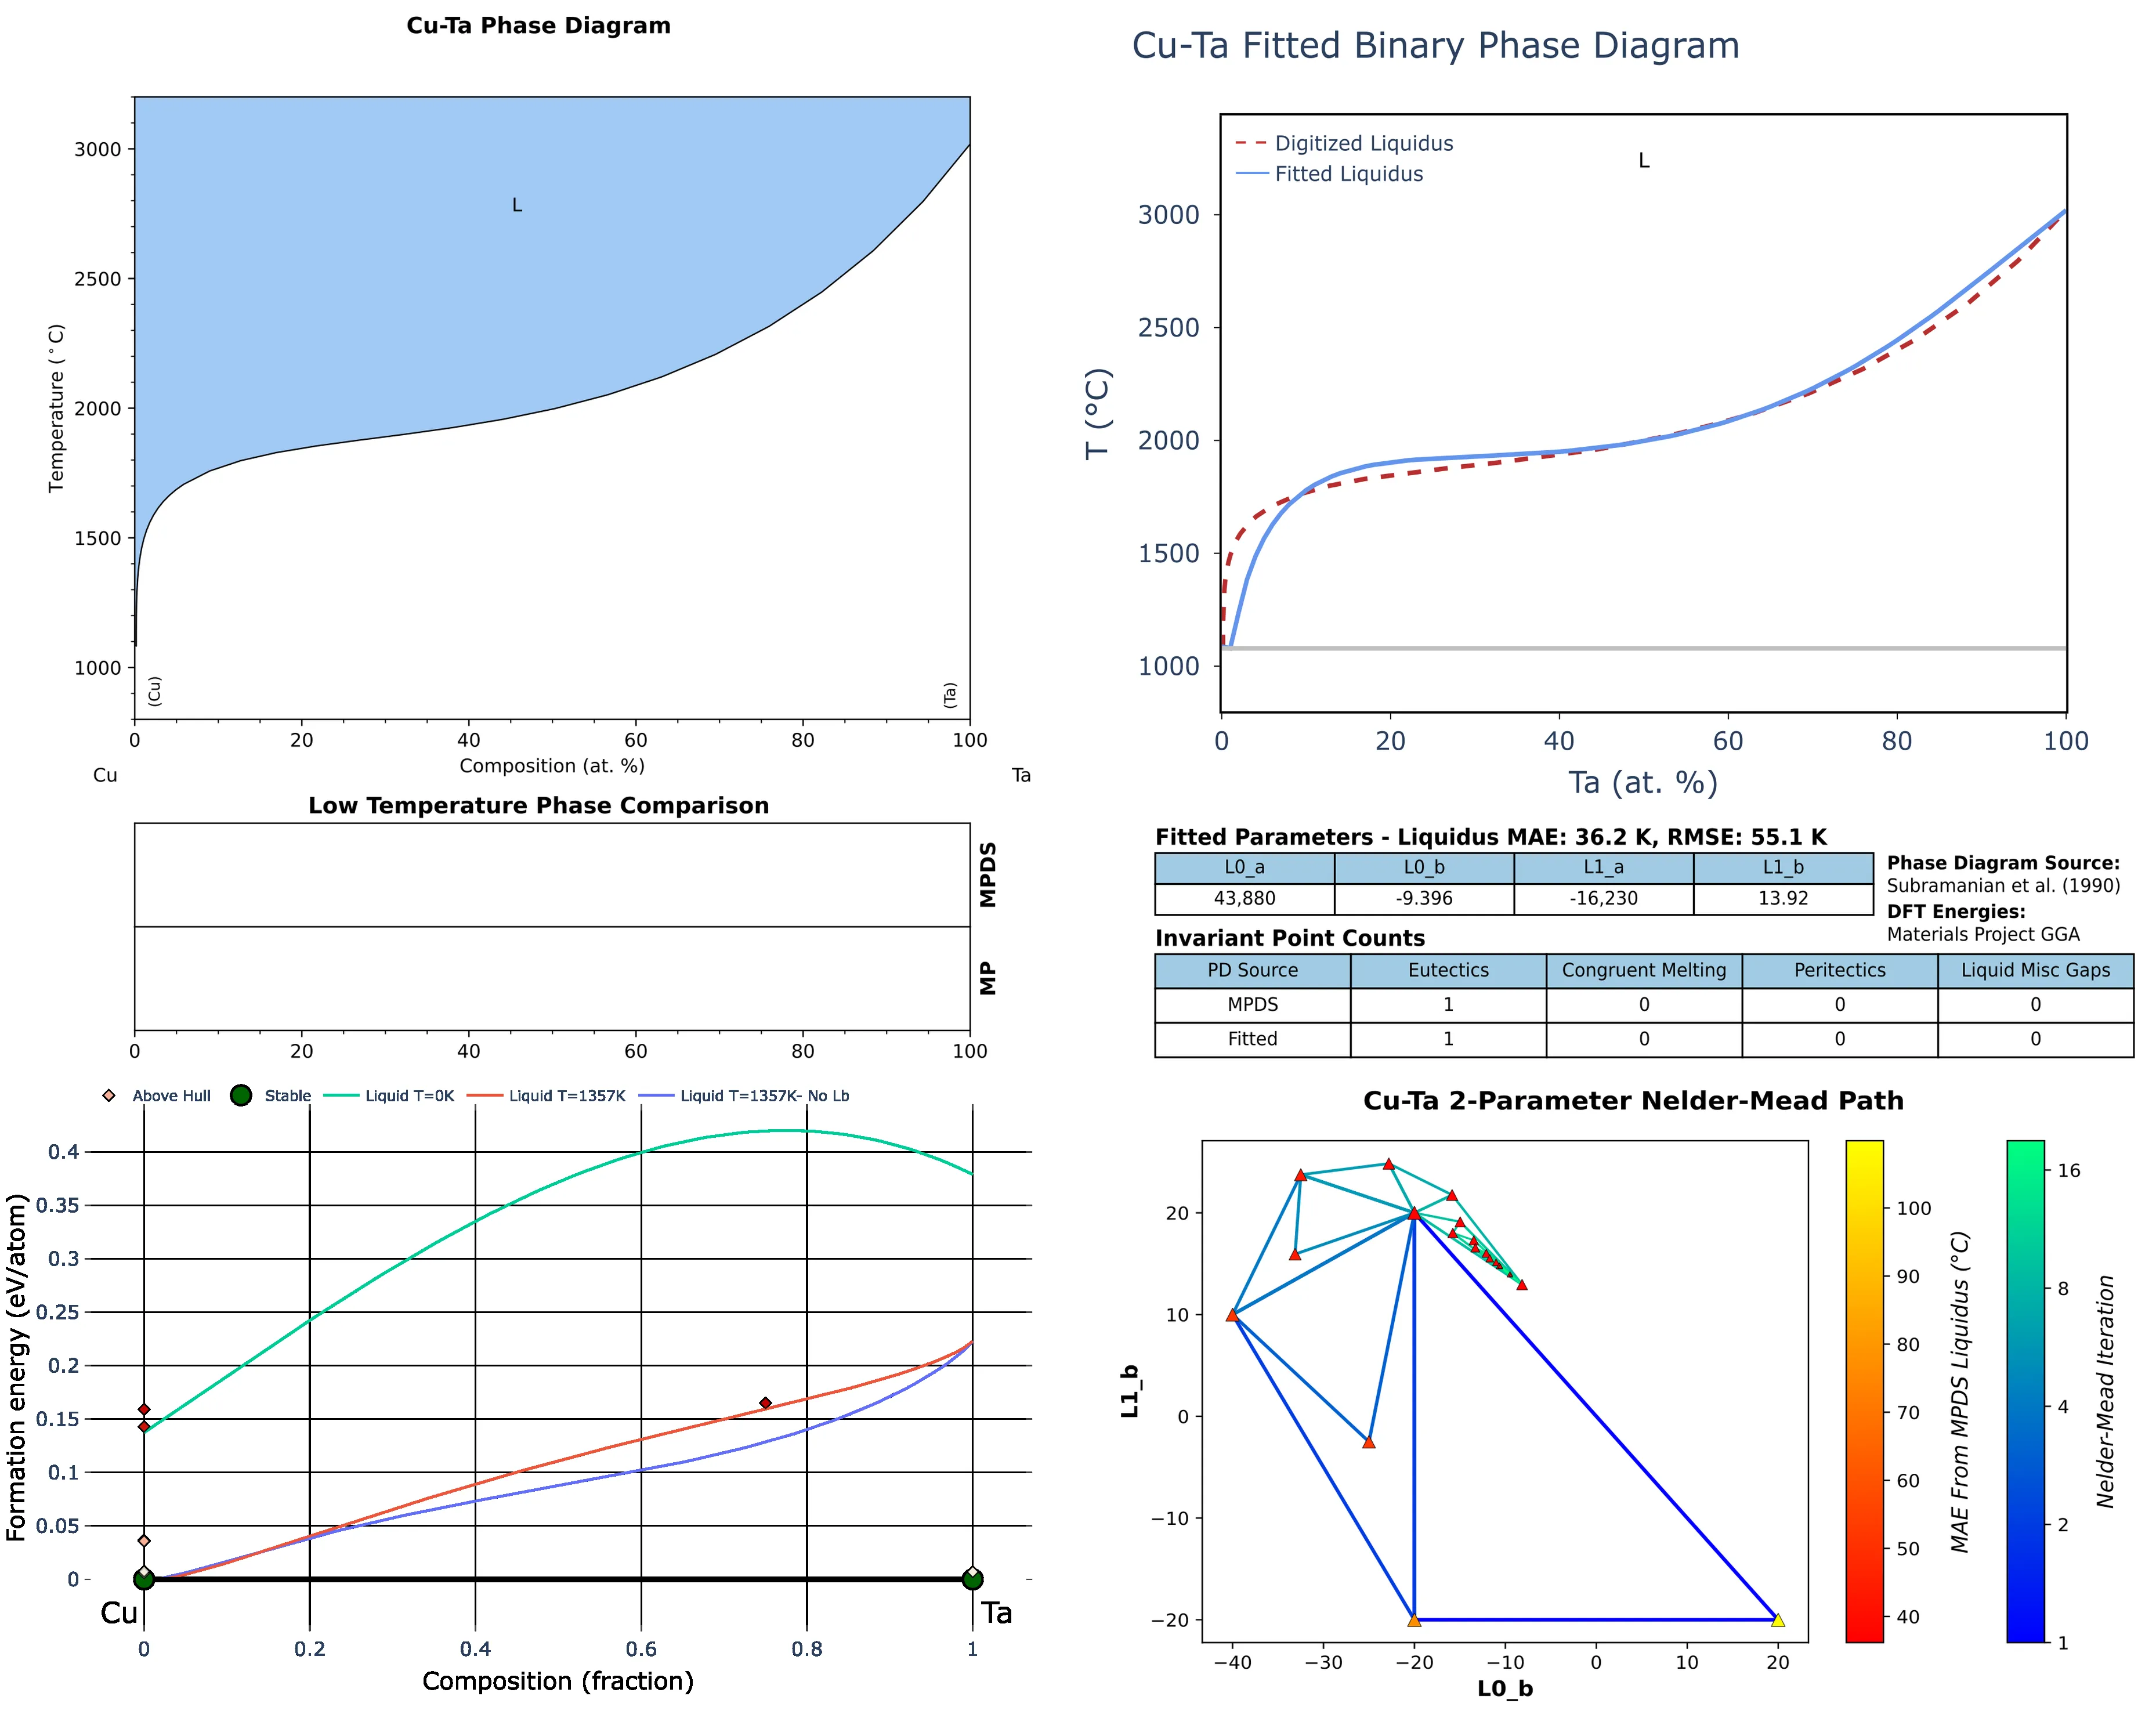 Cu-Ta Phase Diagram
3000
2500
2000
1500
1000
Temperature (°C)
L
(Cu)
(Ta)
0 20 40 60 80 100
Composition (at. %)
Cu Ta
Cu-Ta Fitted Binary Phase Diagram
Digitized Liquidus
Fitted Liquidus
L
3000
2500
2000
1500
1000
T (°C)
0 20 40 60 80 100
Ta (at. %)
Low Temperature Phase Comparison
MPDS
MP
0 20 40 60 80 100
Fitted Parameters - Liquidus MAE: 36.2 K, RMSE: 55.1 K
L0_a L0_b L1_a L1_b
43,880 -9.396 -16,230 13.92
Phase Diagram Source:
Subramanian et al. (1990)
DFT Energies:
Materials Project GGA
Invariant Point Counts
PD Source Eutectics Congruent Melting Peritectics Liquid Misc Gaps
MPDS 1 0 0 0
Fitted 1 0 0 0
Above Hull Stable Liquid T=0K Liquid T=1357K Liquid T=1357K- No Lb
0.4
0.35
0.3
0.25
0.2
0.15
0.1
0.05
0
Formation energy (eV/atom)
Cu Ta
0 0.2 0.4 0.6 0.8 1
Composition (fraction)
Cu-Ta 2-Parameter Nelder-Mead Path
20
10
0
−10
−20
L1_b
−40 −30 −20 −10 0 10 20
L0_b
100
90
80
70
60
50
40
MAE From MPDS Liquidus (°C)
16
8
4
2
1
Nelder-Mead Iteration